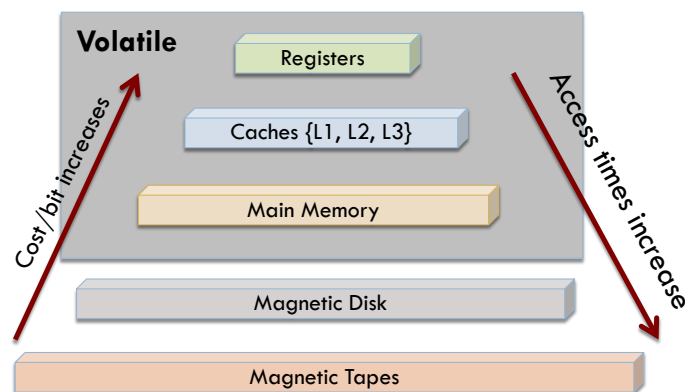 Volatile
Registers
Caches {L1, L2, L3}
Main Memory
Magnetic Disk
Magnetic Tapes
Cost/bit increases
Access times increase